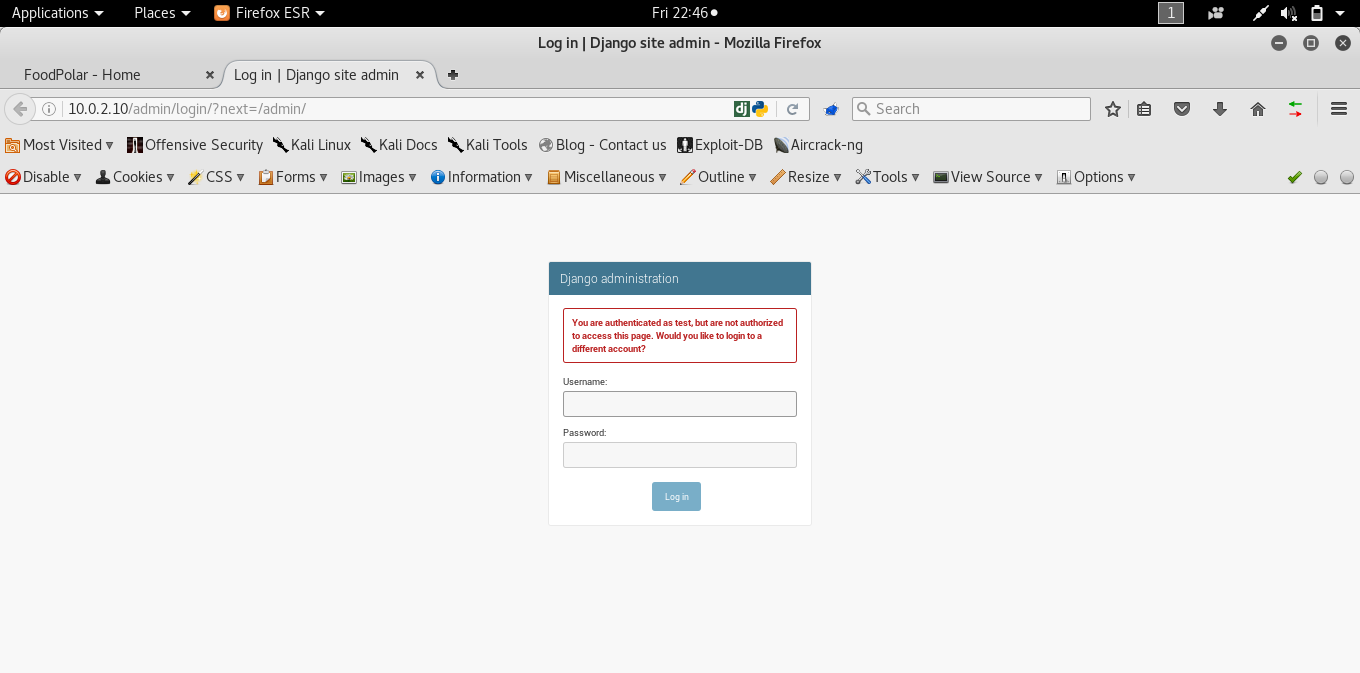 Applications Places Firefox ESR Fri 22:46 1
Log in | Django site admin - Mozilla Firefox
FoodPolar - Home Log in | Django site admin
10.0.2.10/admin/login/?next=/admin/ dj Search
Most Visited Offensive Security Kali Linux Kali Docs Kali Tools Blog - Contact us Exploit-DB Aircrack-ng
Disable Cookies CSS Forms Images Information Miscellaneous Outline Resize Tools View Source Options
Django administration
You are authenticated as test, but are not authorized
to access this page. Would you like to login to a
different account?
Username:
Password:
Log in